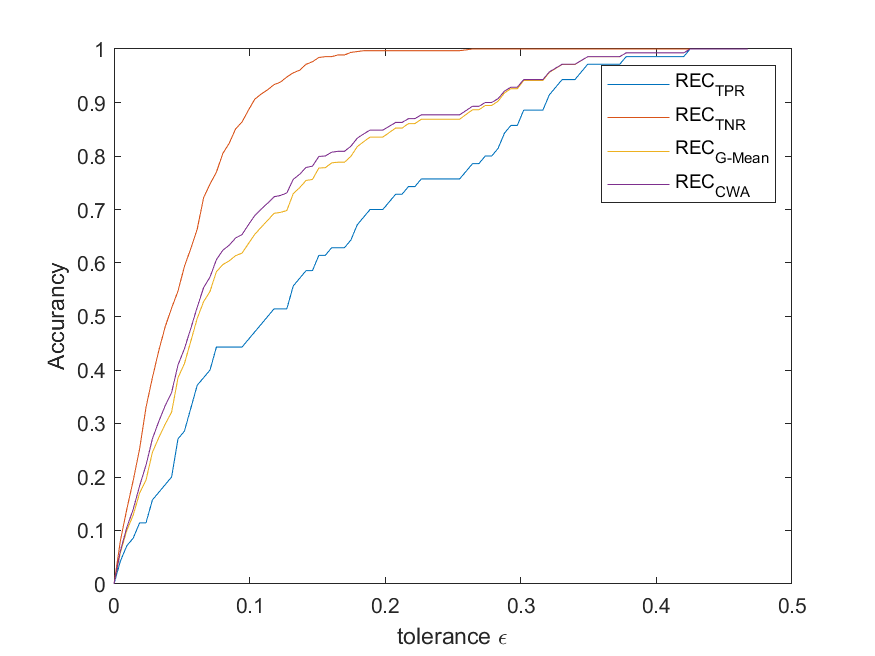 1
0.9
0.8
0.7
0.6
0.5
0.4
0.3
0.2
0.1
0
Accurancy
0 0.1 0.2 0.3 0.4 0.5
tolerance ϵ
REC_TPR
REC_TNR
REC_G-Mean
REC_CWA